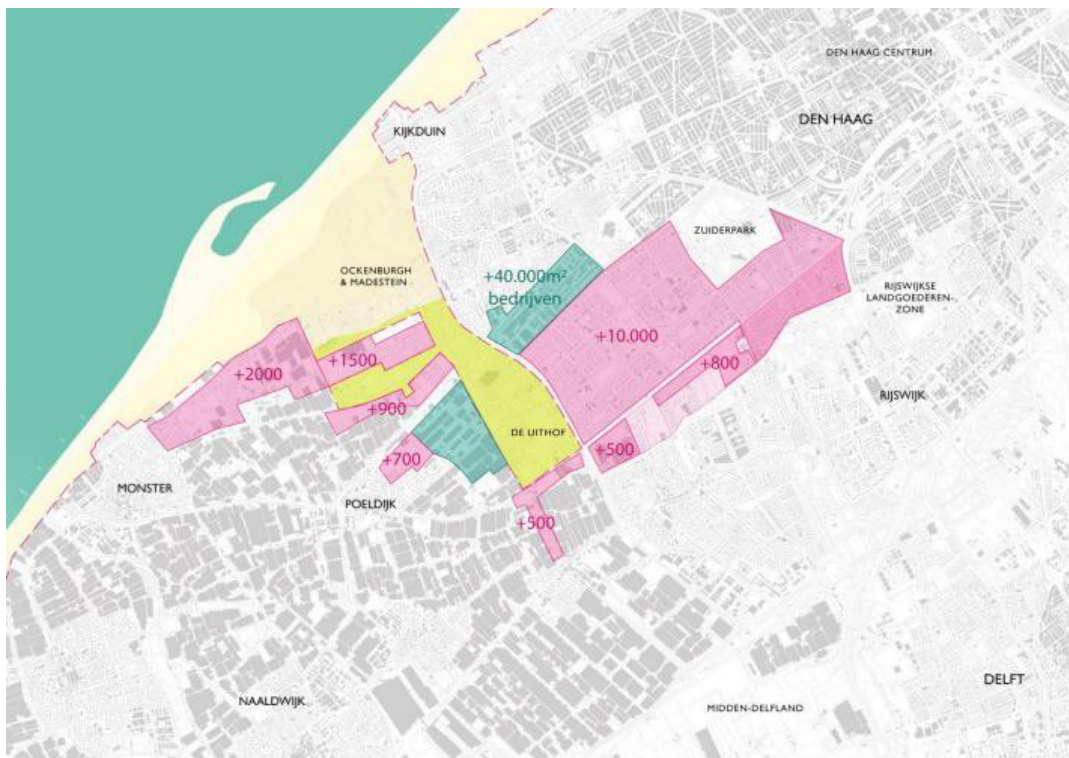 DEN HAAG CENTRUM
DEN HAAG
KIJKDUIN
ZUIDERPARK
OCKENBURGH
& MADESTEIN
+40.000m²
bedrijven
RIJSWIJKSE
LANDGOEDEREN-
ZONE
+10.000
+1500
+2000
+800
RIJSWIJK
+900
DE UITHOF
+500
+700
MONSTER
POELDIJK
+500
DELFT
NAALDWIJK
MIDDEN-DELFLAND